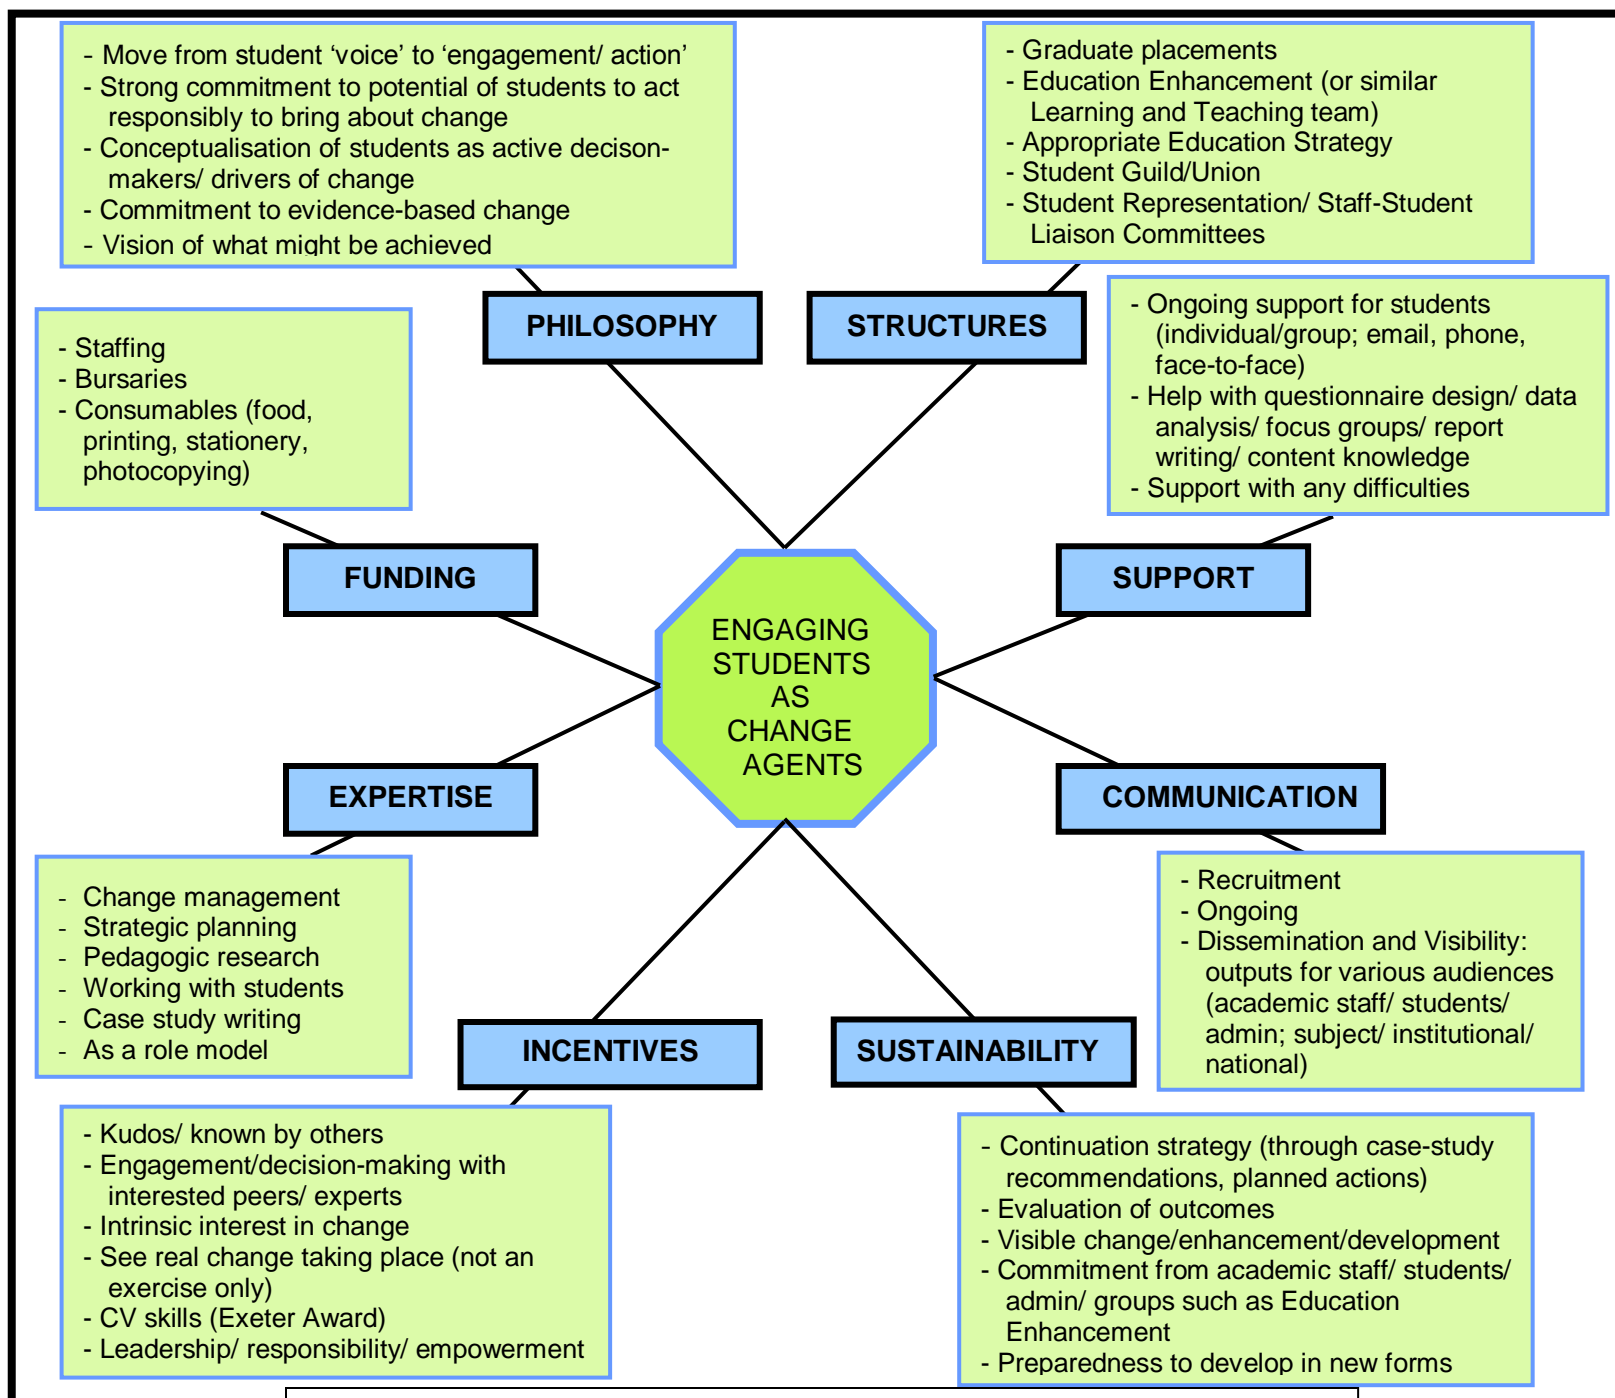 - Move from student ‘voice’ to ‘engagement/ action’
- Strong commitment to potential of students to act
responsibly to bring about change
- Conceptualisation of students as active decison-
makers/ drivers of change
- Commitment to evidence-based change
- Vision of what might be achieved
- Graduate placements
- Education Enhancement (or similar
Learning and Teaching team)
- Appropriate Education Strategy
- Student Guild/Union
- Student Representation/ Staff-Student
Liaison Committees
PHILOSOPHY
STRUCTURES
- Staffing
- Bursaries
- Consumables (food,
printing, stationery,
photocopying)
- Ongoing support for students
(individual/group; email, phone,
face-to-face)
- Help with questionnaire design/ data
analysis/ focus groups/ report
writing/ content knowledge
- Support with any difficulties
FUNDING
SUPPORT
ENGAGING
STUDENTS
AS
CHANGE
AGENTS
EXPERTISE
COMMUNICATION
- Change management
- Strategic planning
- Pedagogic research
- Working with students
- Case study writing
- As a role model
- Recruitment
- Ongoing
- Dissemination and Visibility:
outputs for various audiences
(academic staff/ students/
admin; subject/ institutional/
national)
INCENTIVES
SUSTAINABILITY
- Kudos/ known by others
- Engagement/decision-making with
interested peers/ experts
- Intrinsic interest in change
- See real change taking place (not an
exercise only)
- CV skills (Exeter Award)
- Leadership/ responsibility/ empowerment
- Continuation strategy (through case-study
recommendations, planned actions)
- Evaluation of outcomes
- Visible change/enhancement/development
- Commitment from academic staff/ students/
admin/ groups such as Education
Enhancement
- Preparedness to develop in new forms